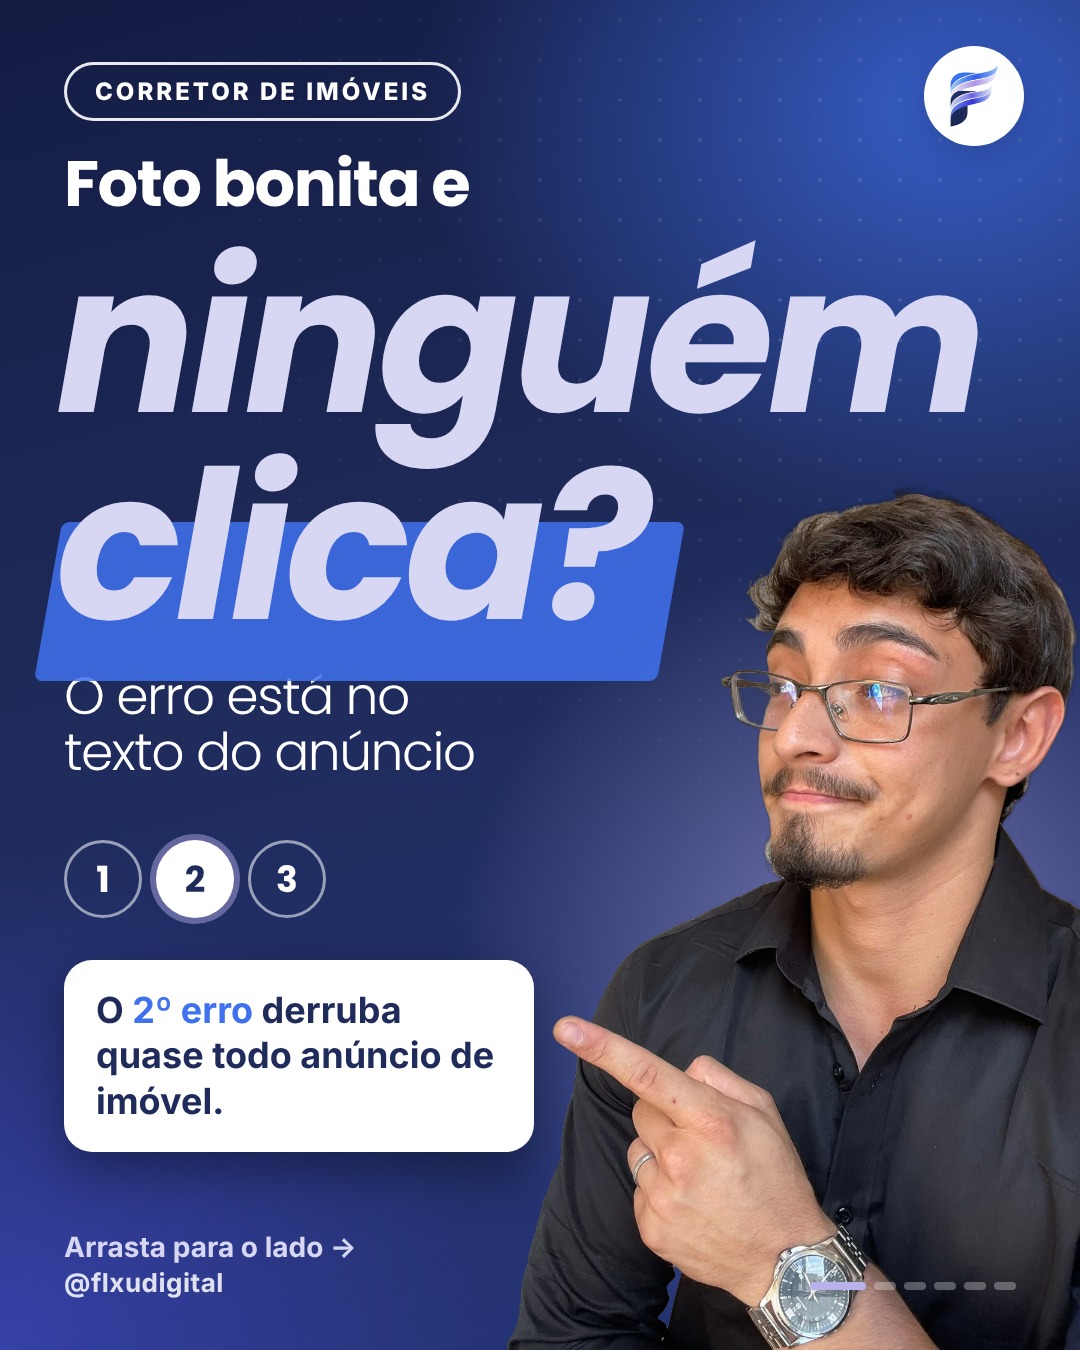 CORRETOR DE IMÓVEIS
Foto bonita e
ninguém
clica?
O erro está no
texto do anúncio
1 2 3
O 2º erro derruba
quase todo anúncio de
imóvel.
Arrasta para o lado →
@flxudigital